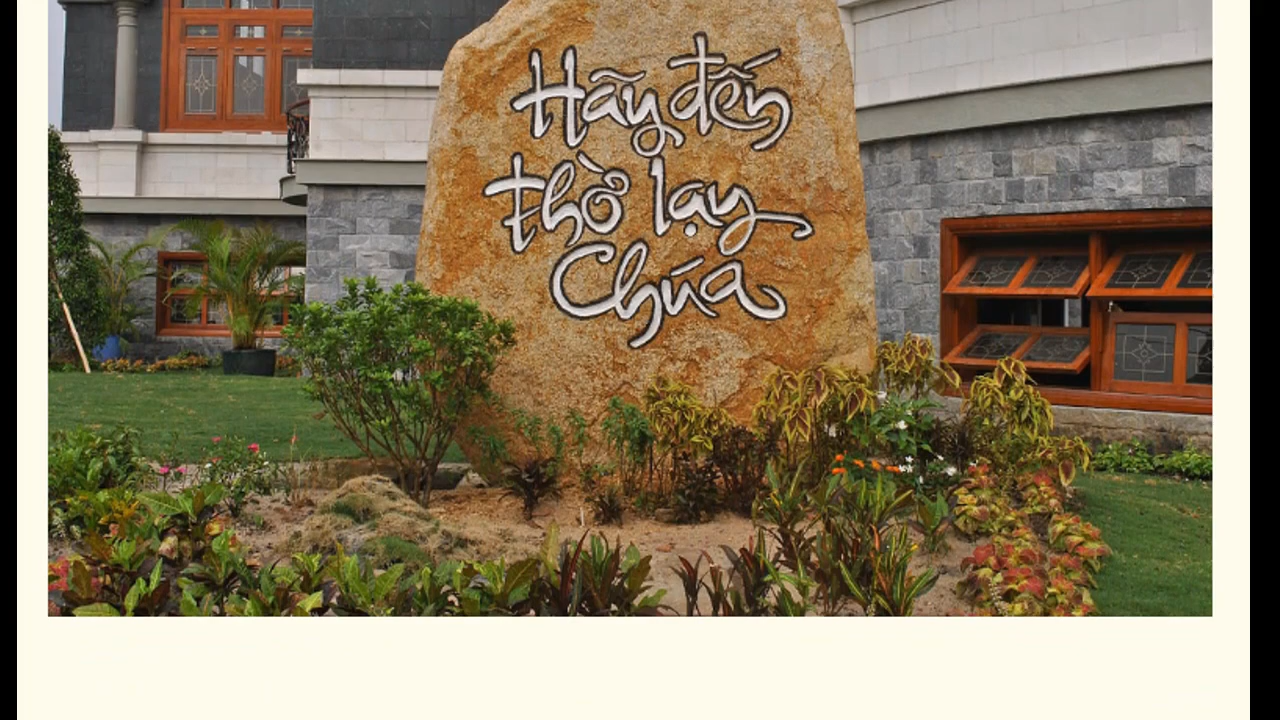 Hãy đến
thờ lạy
Chúa